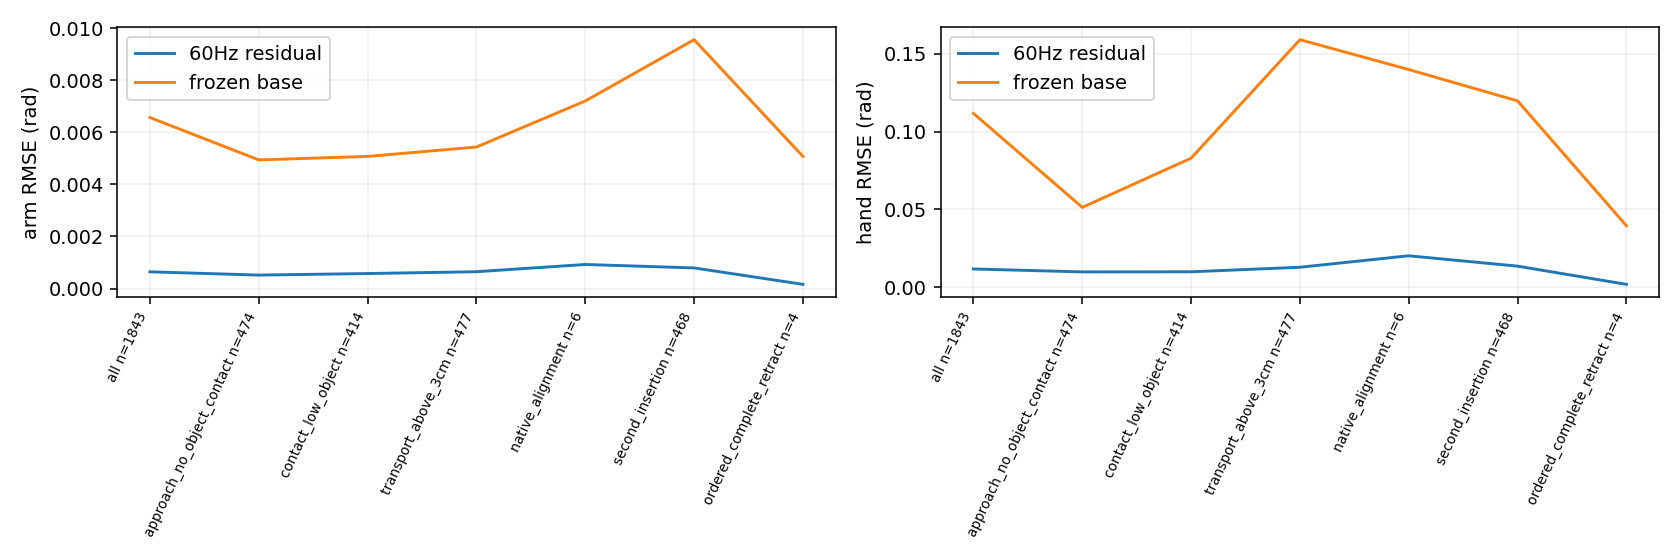 arm RMSE (rad)
0.010
0.008
0.006
0.004
0.002
0.000
60Hz residual
frozen base
all n=1843
approach_no_object_contact n=474
contact_low_object n=414
transport_above_3cm n=477
native_alignment n=6
second_insertion n=468
ordered_complete_retract n=4
hand RMSE (rad)
0.15
0.10
0.05
0.00
60Hz residual
frozen base
all n=1843
approach_no_object_contact n=474
contact_low_object n=414
transport_above_3cm n=477
native_alignment n=6
second_insertion n=468
ordered_complete_retract n=4